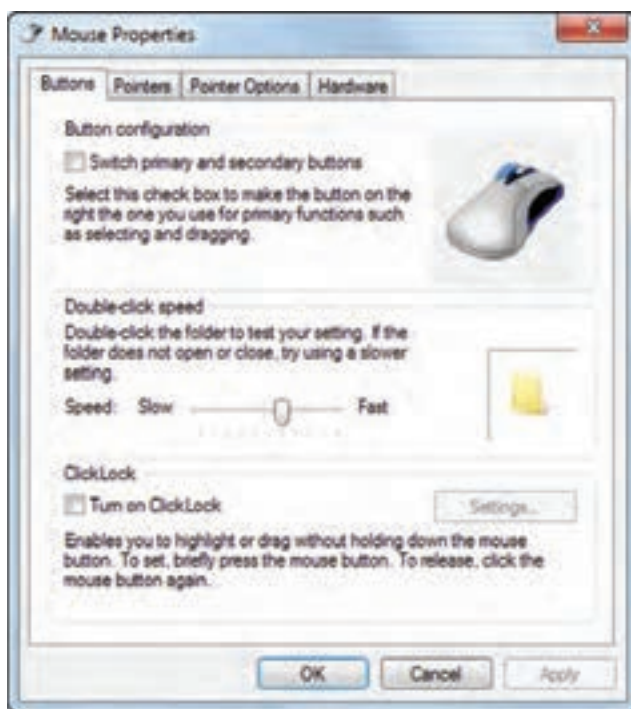 Mouse Properties
Buttons Pointers Pointer Options Hardware
Button configuration
Switch primary and secondary buttons
Select this check box to make the button on the
right the one you use for primary functions such
as selecting and dragging.
Double-click speed
Double-click the folder to test your setting. If the
folder does not open or close, try using a slower
setting.
Speed: Slow Fast
ClickLock
Turn on ClickLock
Settings...
Enables you to highlight or drag without holding down the mouse
button. To set, briefly press the mouse button. To release, click the
mouse button again.
OK Cancel Apply